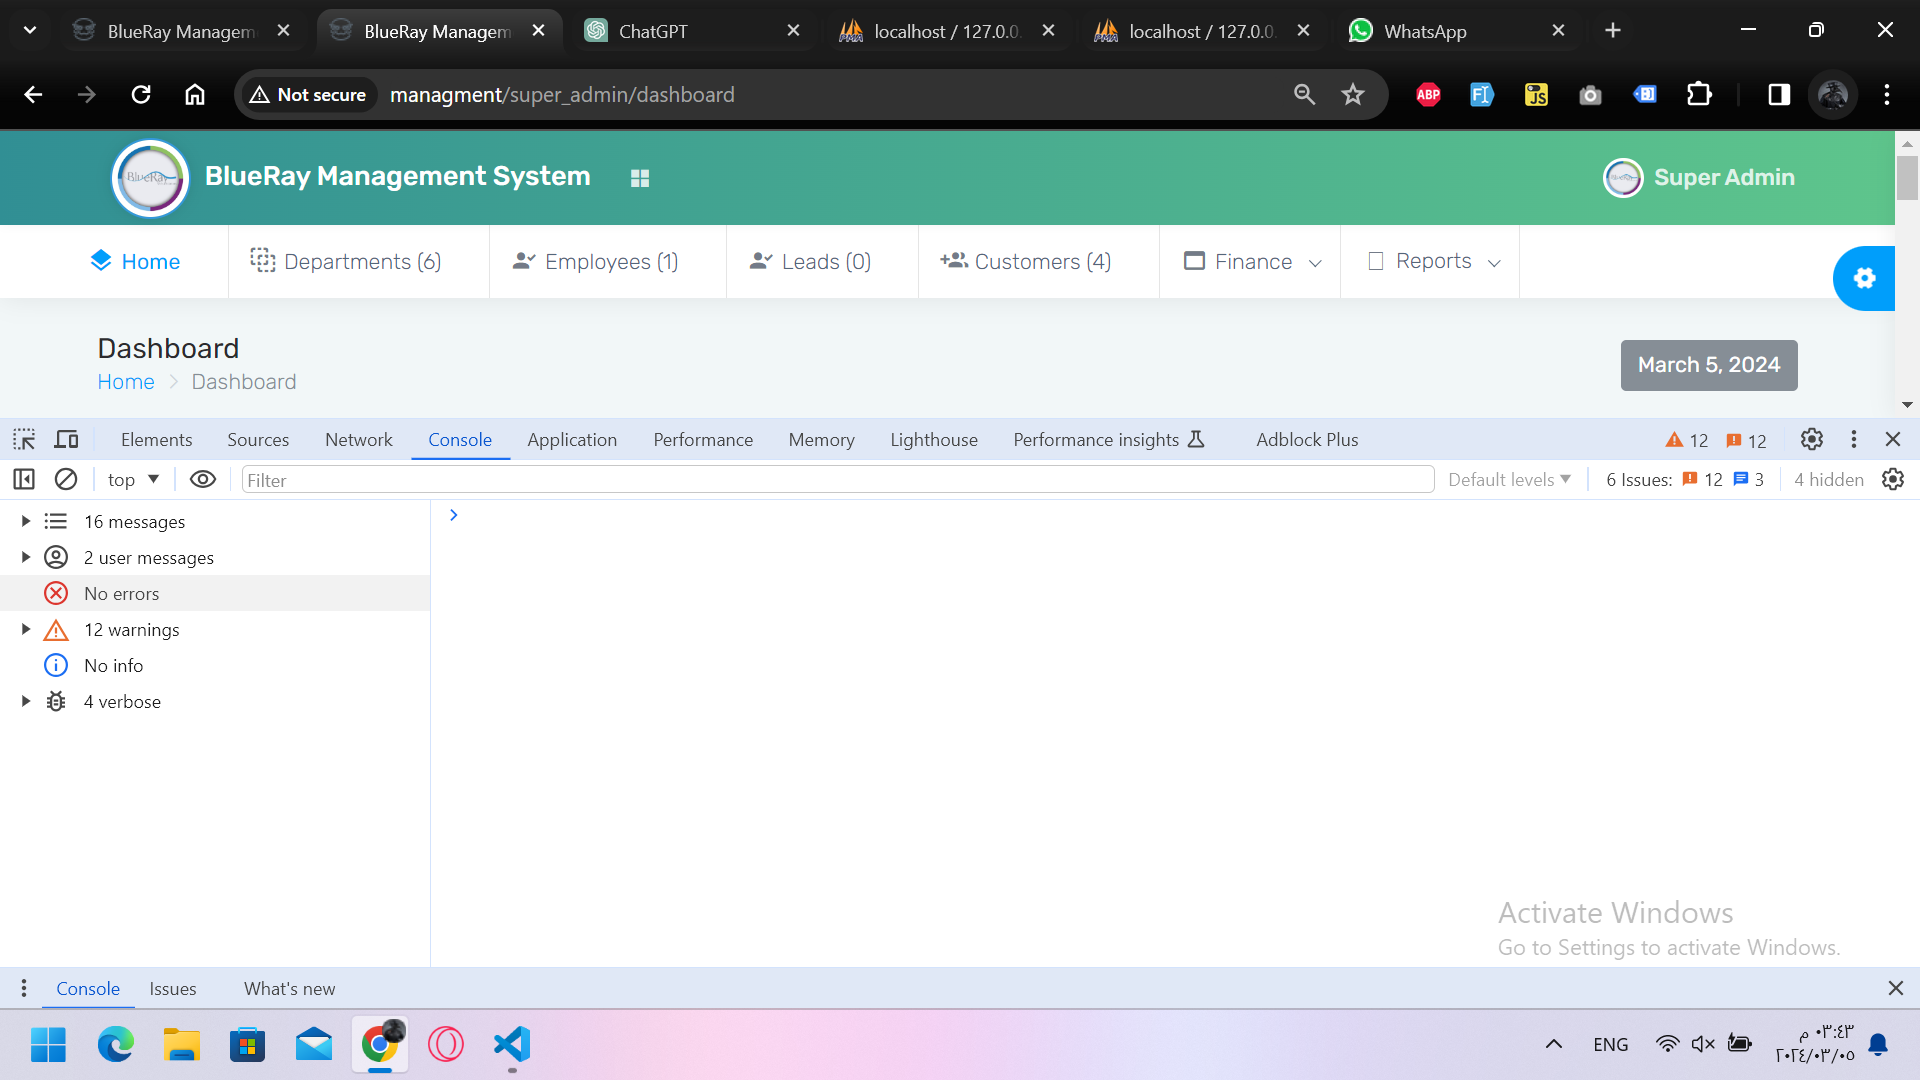 BlueRay Managem
BlueRay Managem
ChatGPT
localhost / 127.0.0.
localhost / 127.0.0.
WhatsApp
Not secure
managment/super_admin/dashboard
ABP
JS
BlueRay
BlueRay Management System
Super Admin
Home
Departments (6)
Employees (1)
Leads (0)
Customers (4)
Finance
Reports
Dashboard
Home
Dashboard
March 5, 2024
Elements
Sources
Network
Console
Application
Performance
Memory
Lighthouse
Performance insights
Adblock Plus
12
12
top
Filter
Default levels
6 Issues:
12
3
4 hidden
16 messages
2 user messages
No errors
12 warnings
No info
4 verbose
Activate Windows
Go to Settings to activate Windows.
Console
Issues
What's new
ENG
٠٣:٤٣ م
٢٠٢٤/٠٣/٠٥